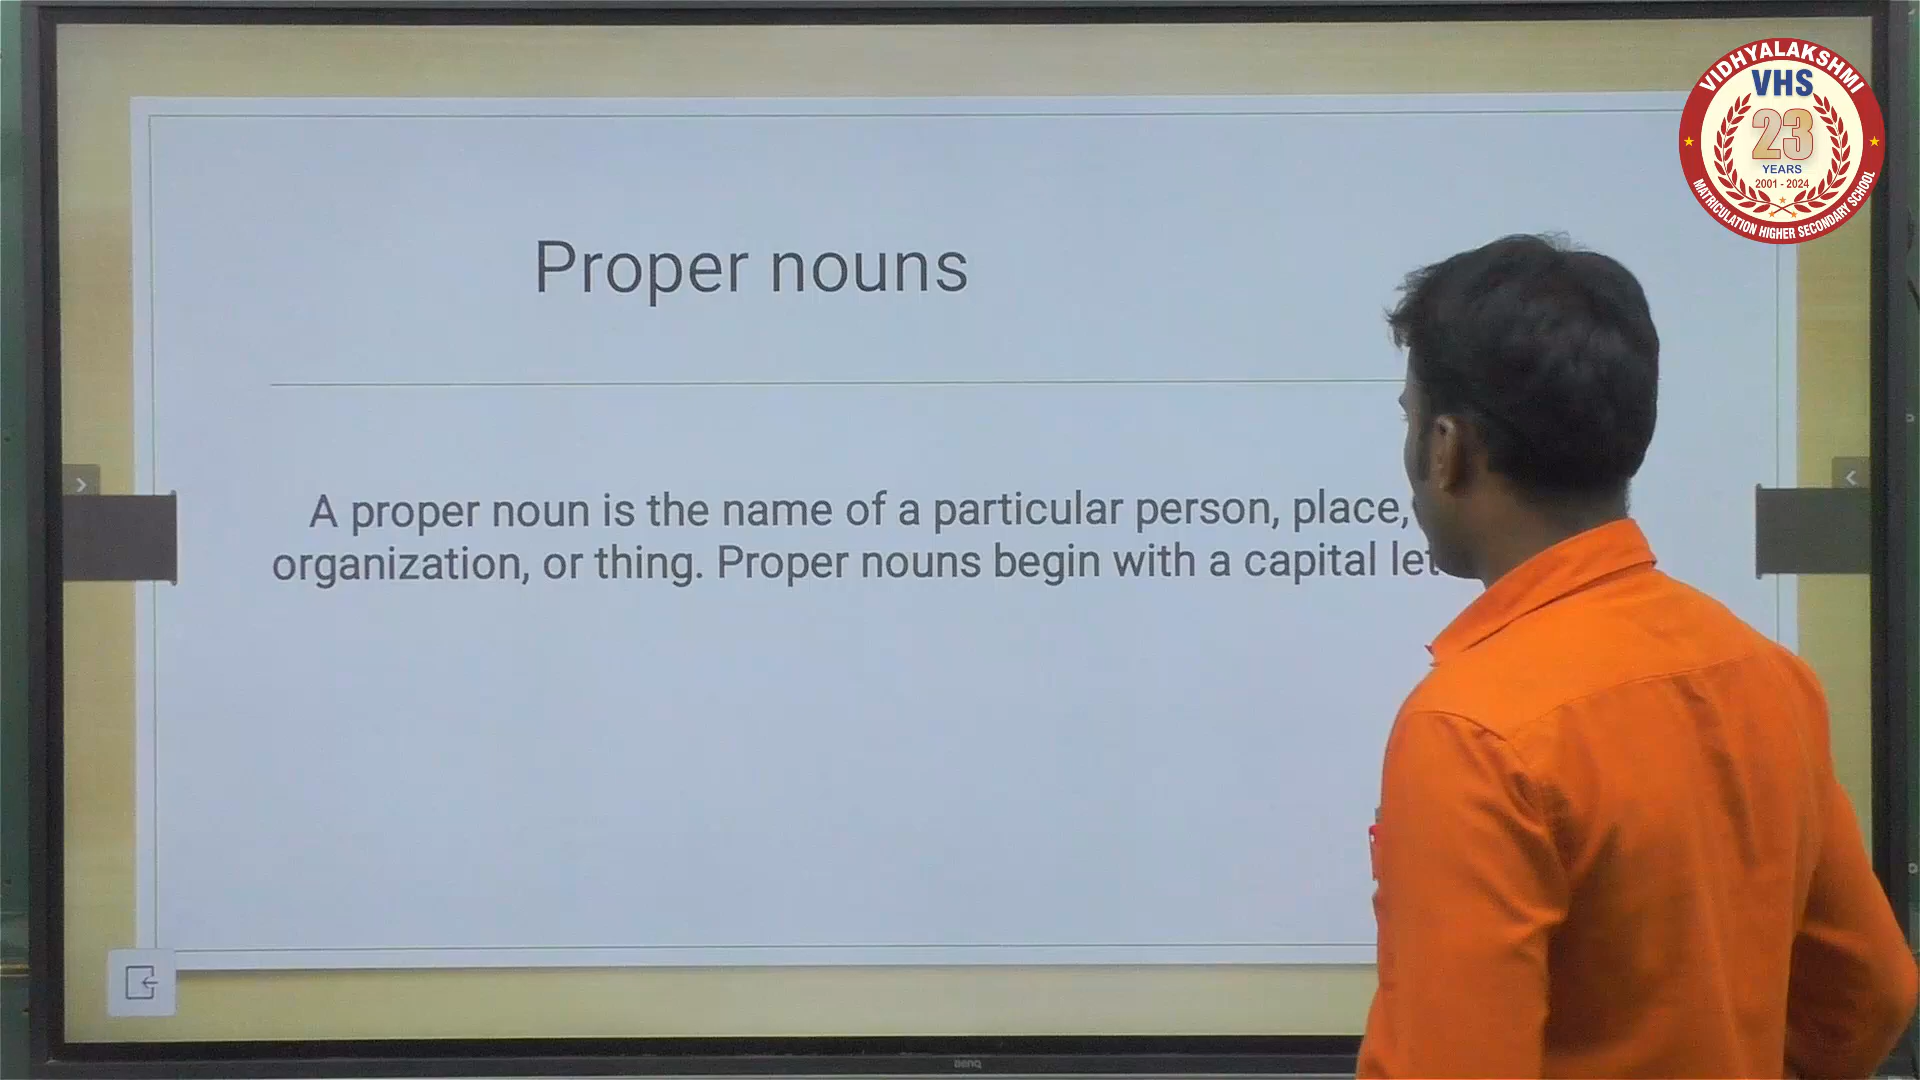 Proper nouns
A proper noun is the name of a particular person, place,
organization, or thing. Proper nouns begin with a capital
VIDHYALAKSHMI
VHS
23
YEARS
2001 - 2024
MATRICULATION HIGHER SECONDARY SCHOOL
BenQ